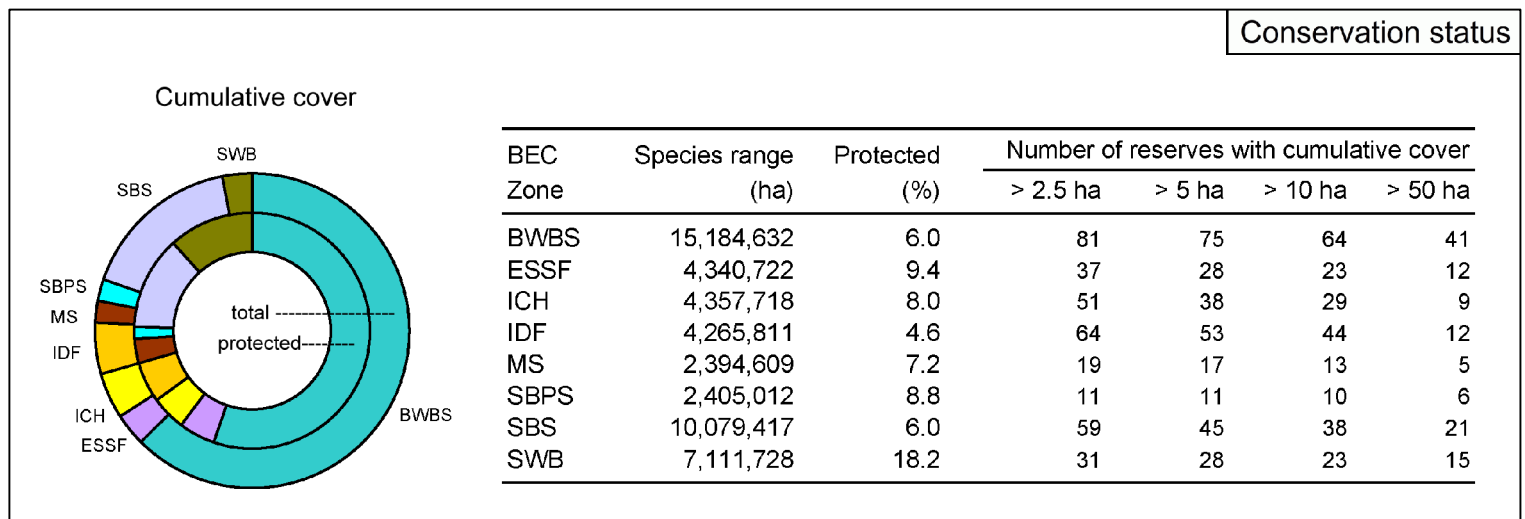 Conservation status
Cumulative cover
SWB
SBS
SBPS
MS
IDF
ICH
ESSF
BWBS
total
protected
BEC Species range Protected Number of reserves with cumulative cover
Zone (ha) (%) > 2.5 ha > 5 ha > 10 ha > 50 ha
BWBS 15,184,632 6.0 81 75 64 41
ESSF 4,340,722 9.4 37 28 23 12
ICH 4,357,718 8.0 51 38 29 9
IDF 4,265,811 4.6 64 53 44 12
MS 2,394,609 7.2 19 17 13 5
SBPS 2,405,012 8.8 11 11 10 6
SBS 10,079,417 6.0 59 45 38 21
SWB 7,111,728 18.2 31 28 23 15